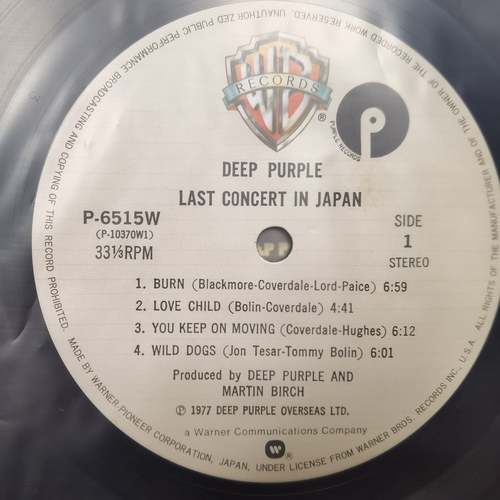 UNAUTHORIZED PUBLIC PERFORMANCE BROADCASTING AND COPYING OF THIS RECORD PROHIBITED.
ALL RIGHTS OF THE MANUFACTURER AND OF THE OWNER OF THE RECORDED WORK RESERVED.
WB
RECORDS
®
p
PURPLE RECORDS
DEEP PURPLE
LAST CONCERT IN JAPAN
P-6515W
(P-10370W1)
33⅓RPM
SIDE
1
STEREO
1. BURN (Blackmore-Coverdale-Lord-Paice) 6:59
2. LOVE CHILD (Bolin-Coverdale) 4:41
3. YOU KEEP ON MOVING (Coverdale-Hughes) 6:12
4. WILD DOGS (Jon Tesar-Tommy Bolin) 6:01
Produced by DEEP PURPLE AND
MARTIN BIRCH
℗ 1977 DEEP PURPLE OVERSEAS LTD.
a Warner Communications Company
MADE BY WARNER-PIONEER CORPORATION, JAPAN, UNDER LICENSE FROM WARNER BROS. RECORDS INC., U.S.A.